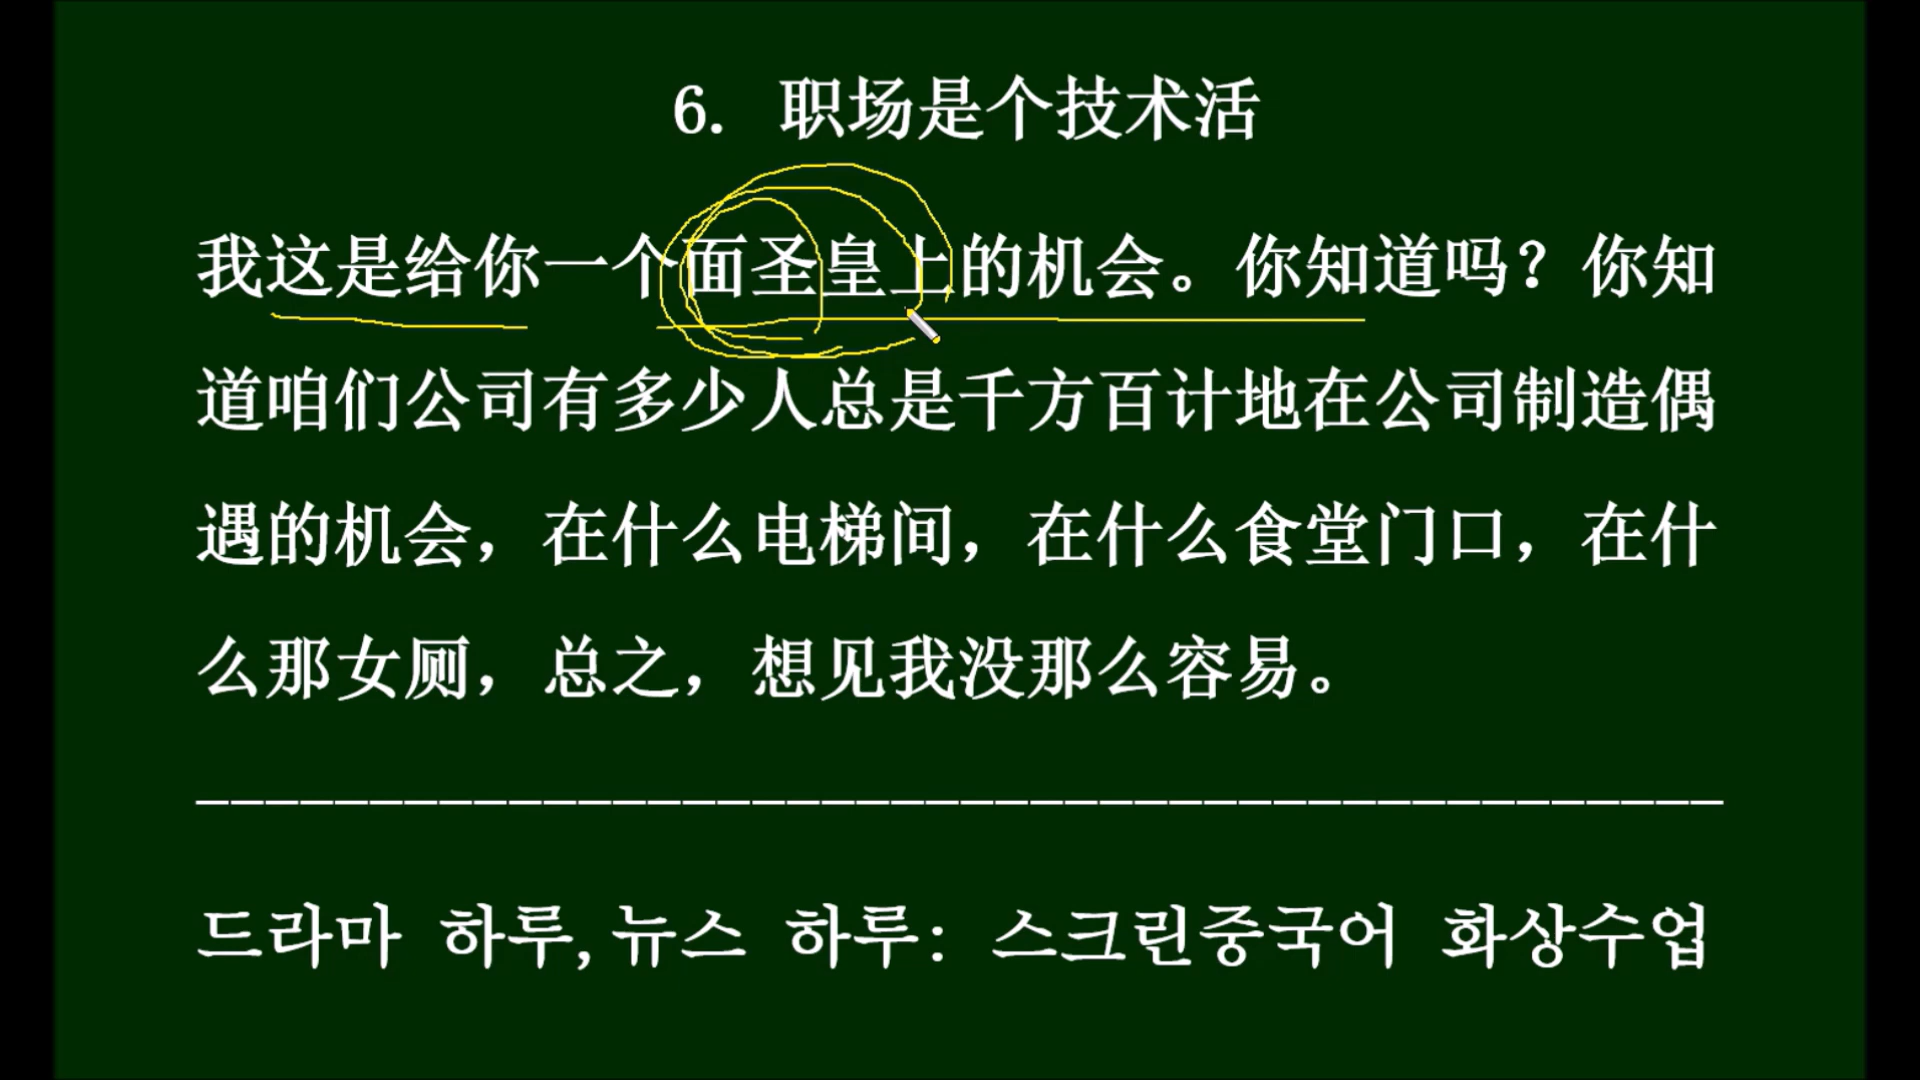 6. 职场是个技术活
我这是给你一个面圣皇上的机会。你知道吗？你知
道咱们公司有多少人总是千方百计地在公司制造偶
遇的机会，在什么电梯间，在什么食堂门口，在什
么那女厕，总之，想见我没那么容易。
드라마 하루,뉴스 하루: 스크린중국어 화상수업